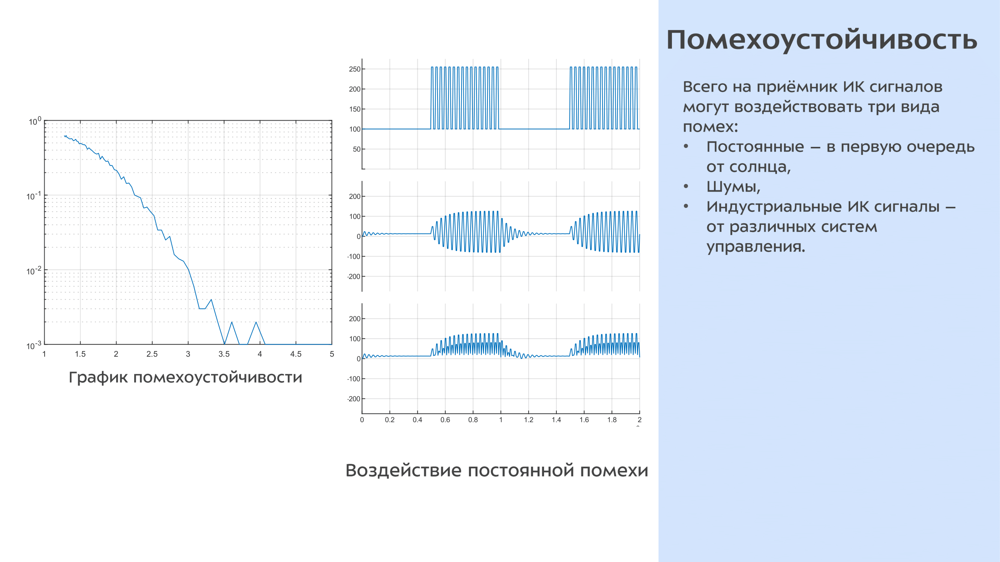 Помехоустойчивость
Всего на приёмник ИК сигналов
могут воздействовать три вида
помех:
• Постоянные – в первую очередь
от солнца,
• Шумы,
• Индустриальные ИК сигналы –
от различных систем
управления.
10^0
10^-1
10^-2
10^-3
1 1.5 2 2.5 3 3.5 4 4.5 5
График помехоустойчивости
250
200
150
100
50
200
100
0
-100
-200
200
100
0
-100
-200
0 0.2 0.4 0.6 0.8 1 1.2 1.4 1.6 1.8 2
Воздействие постоянной помехи